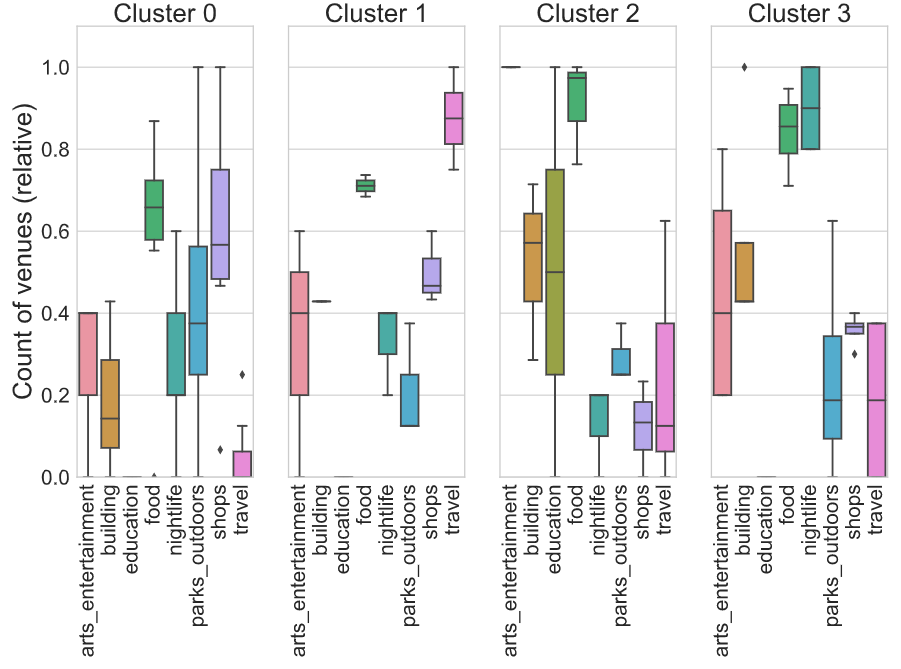 Cluster 0
Cluster 1
Cluster 2
Cluster 3
Count of venues (relative)
1.0
0.8
0.6
0.4
0.2
0.0
arts_entertainment
building
education
food
nightlife
parks_outdoors
shops
travel
arts_entertainment
building
education
food
nightlife
parks_outdoors
shops
travel
arts_entertainment
building
education
food
nightlife
parks_outdoors
shops
travel
arts_entertainment
building
education
food
nightlife
parks_outdoors
shops
travel